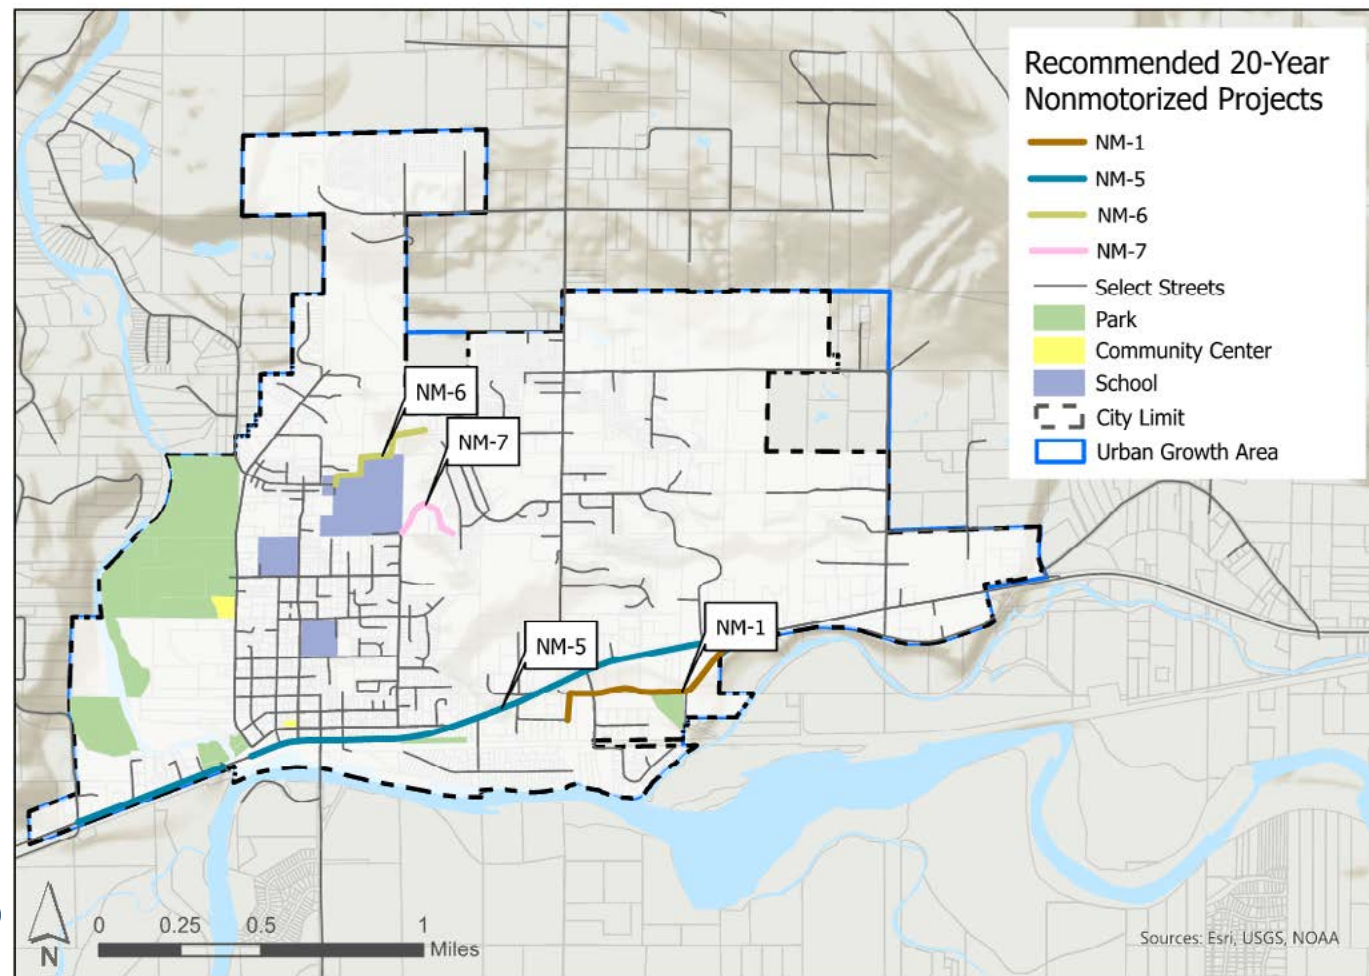 Recommended 20-Year
Nonmotorized Projects
NM-1
NM-5
NM-6
NM-7
Select Streets
Park
Community Center
School
City Limit
Urban Growth Area
NM-6
NM-7
NM-1
NM-5
0 0.25 0.5 1
Miles
N
Sources: Esri, USGS, NOAA